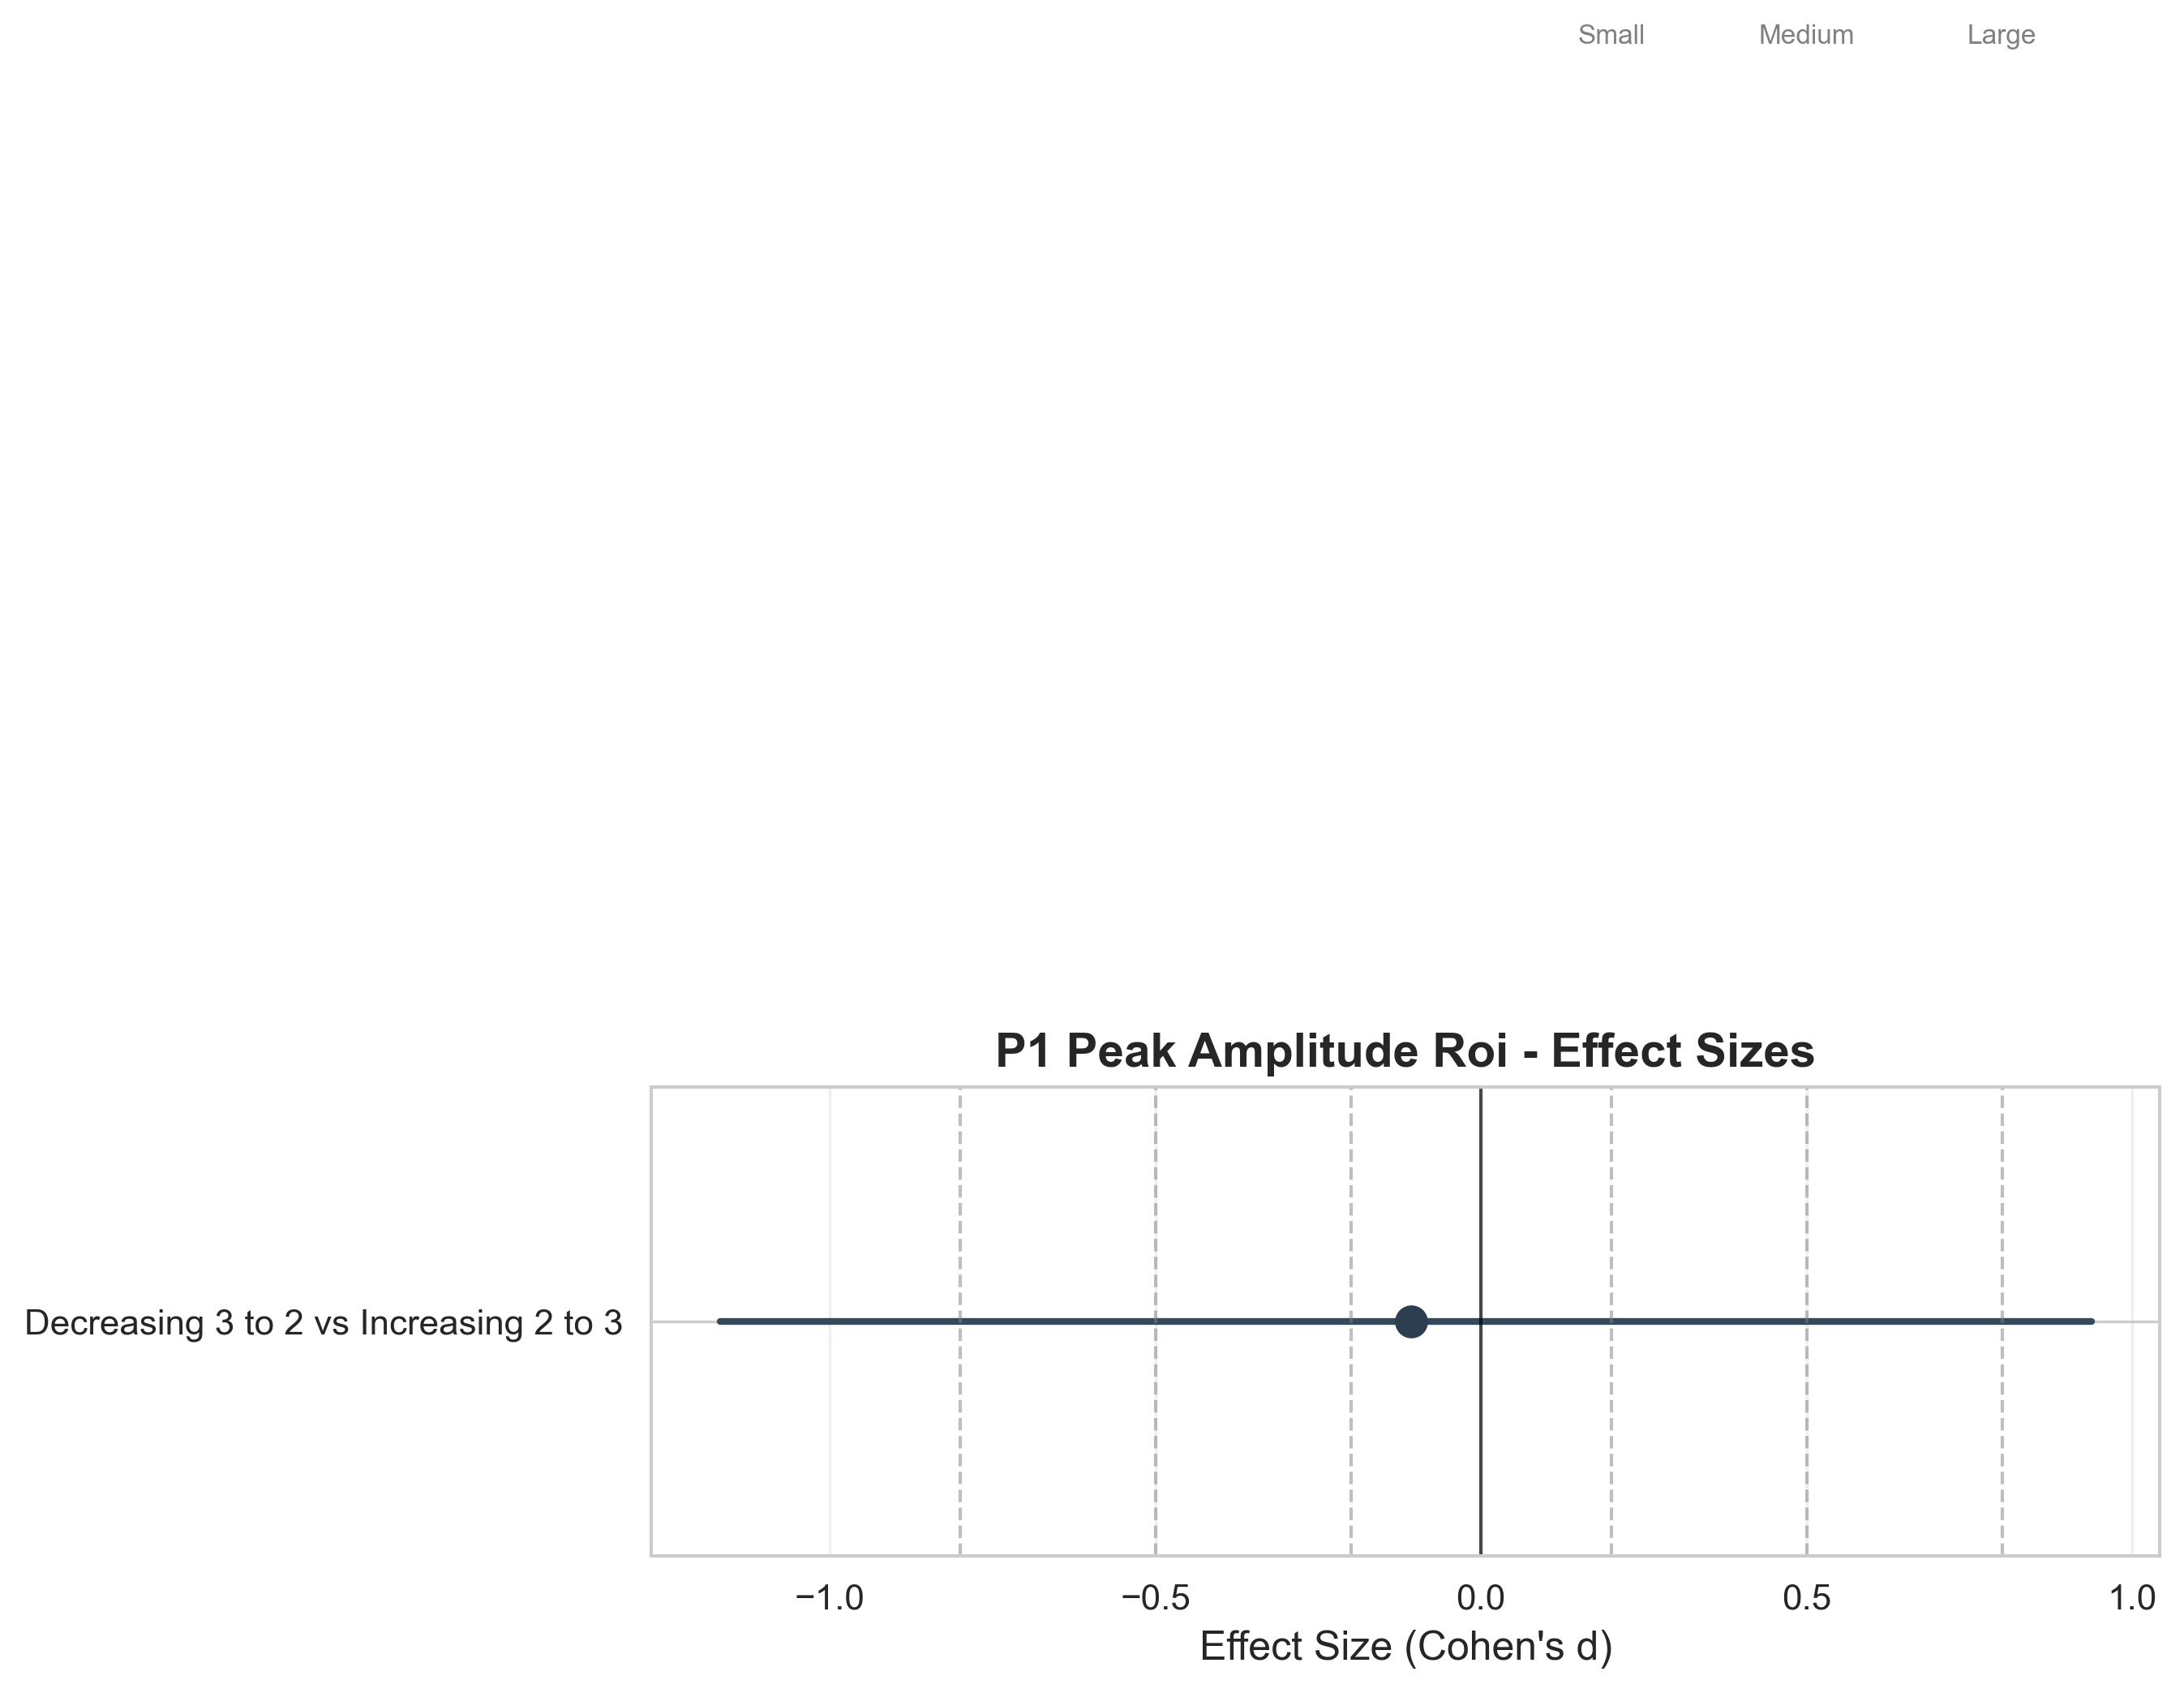 Small Medium Large
P1 Peak Amplitude Roi - Effect Sizes
Decreasing 3 to 2 vs Increasing 2 to 3
−1.0 −0.5 0.0 0.5 1.0
Effect Size (Cohen's d)